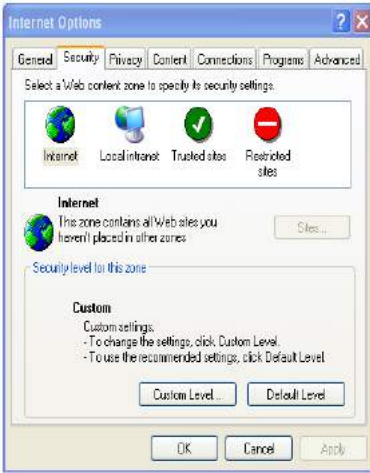 Internet Options
General Security Privacy Content Connections Programs Advanced
Select a Web content zone to specify its security settings.
Internet Local intranet Trusted sites Restricted
sites
Internet
This zone contains all Web sites you
haven't placed in other zones
Sites...
Security level for this zone
Custom
Custom settings.
- To change the settings, click Custom Level.
- To use the recommended settings, click Default Level
Custom Level... Default Level
OK Cancel Apply